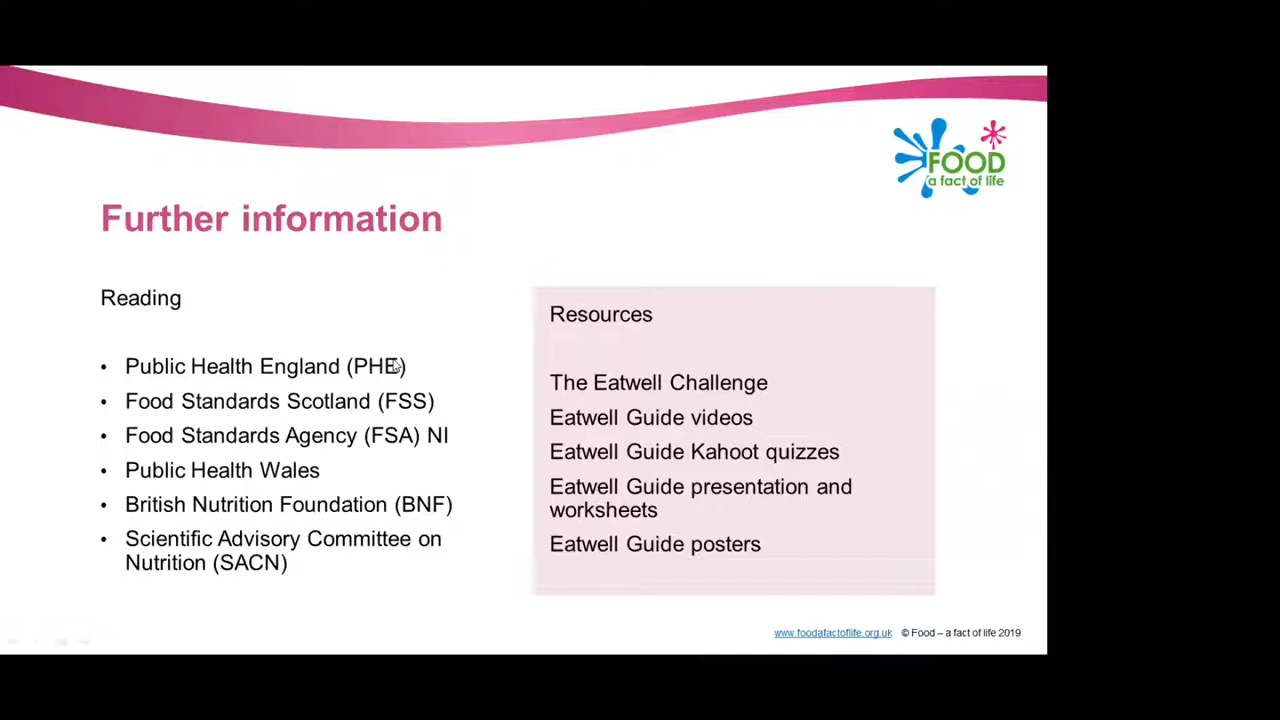 FOOD
a fact of life
Further information
Reading
• Public Health England (PHE)
• Food Standards Scotland (FSS)
• Food Standards Agency (FSA) NI
• Public Health Wales
• British Nutrition Foundation (BNF)
• Scientific Advisory Committee on
Nutrition (SACN)
Resources
The Eatwell Challenge
Eatwell Guide videos
Eatwell Guide Kahoot quizzes
Eatwell Guide presentation and
worksheets
Eatwell Guide posters
www.foodafactoflife.org.uk © Food – a fact of life 2019